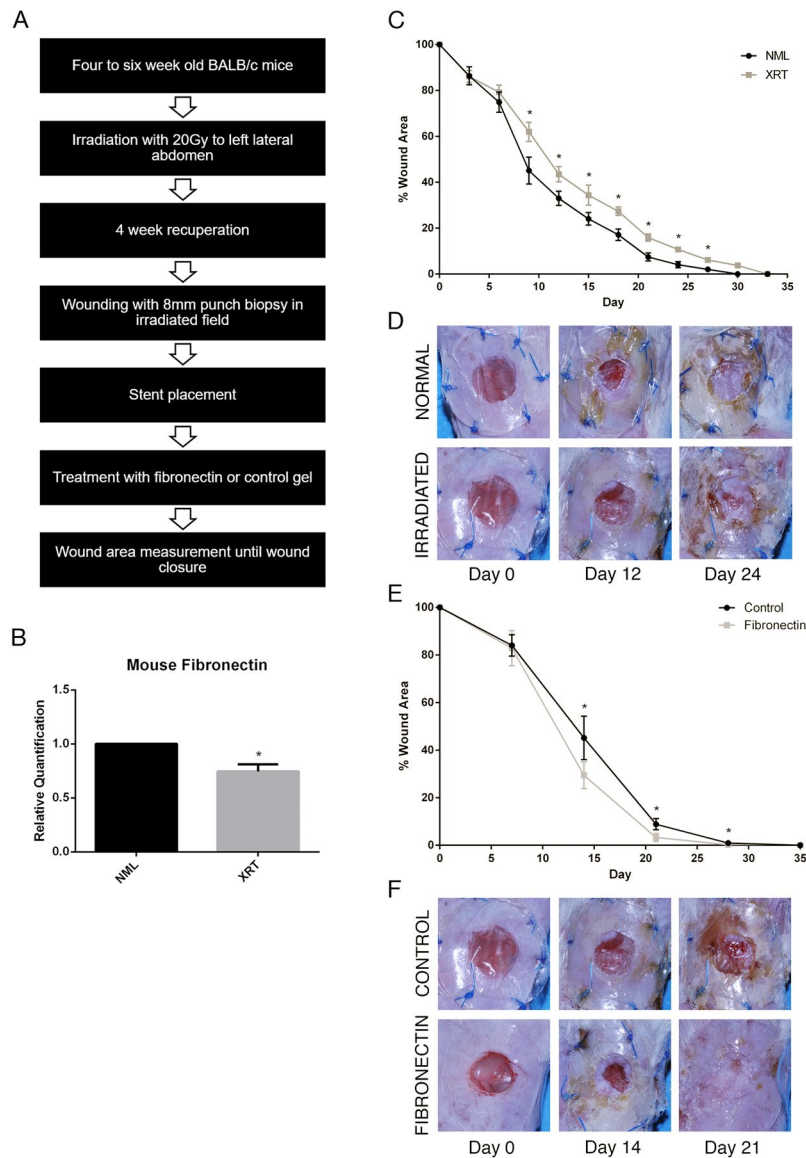 A
Four to six week old BALB/c mice
Irradiation with 20Gy to left lateral
abdomen
4 week recuperation
Wounding with 8mm punch biopsy in
irradiated field
Stent placement
Treatment with fibronectin or control gel
Wound area measurement until wound
closure
B
Mouse Fibronectin
Relative Quantification
1.5
1.0
0.5
0.0
*
NML
XRT
C
% Wound Area
100
80
60
40
20
0
NML
XRT
* * * * * * *
0 5 10 15 20 25 30 35
Day
D
NORMAL
IRRADIATED
Day 0 Day 12 Day 24
E
% Wound Area
100
80
60
40
20
0
Control
Fibronectin
* * *
0 5 10 15 20 25 30 35
Day
F
CONTROL
FIBRONECTIN
Day 0 Day 14 Day 21